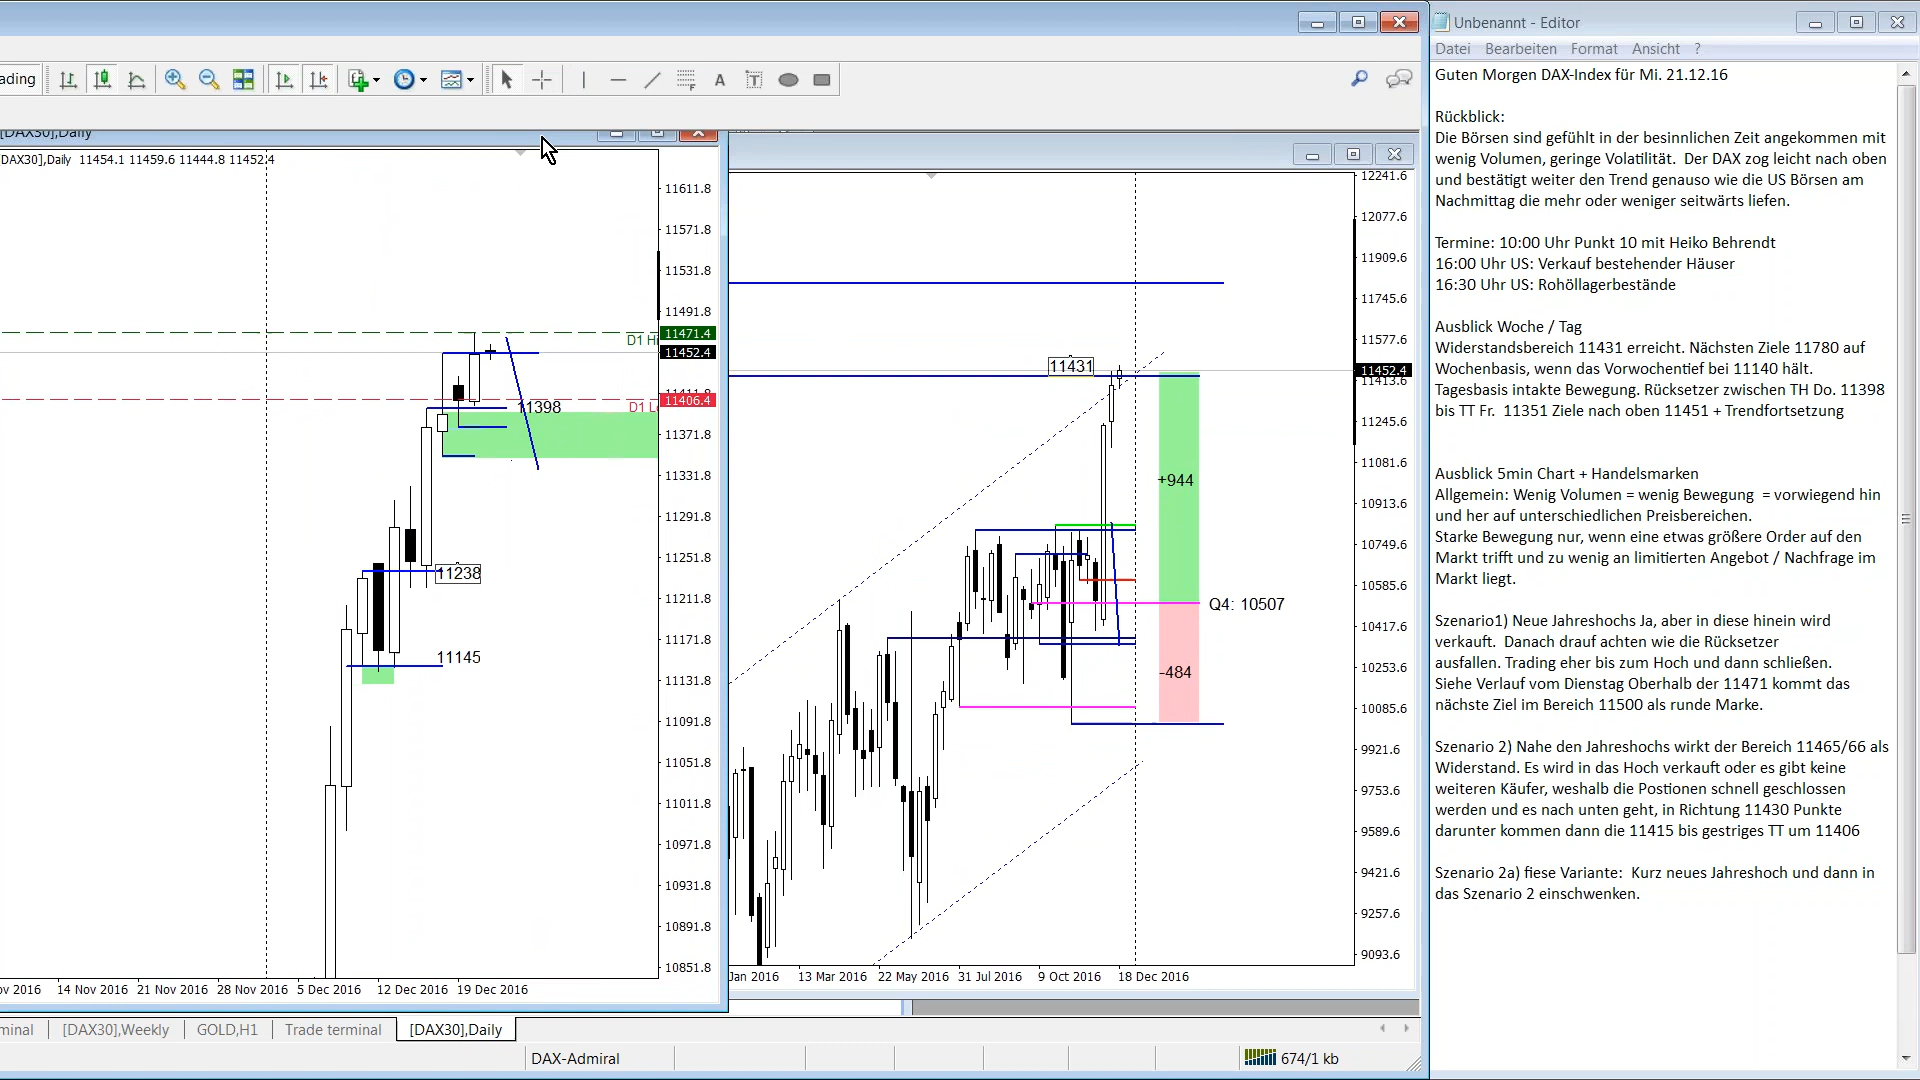 Unbenannt - Editor
Datei Bearbeiten Format Ansicht ?
ading
[DAX30],Daily
[DAX30],Daily 11454.1 11459.6 11444.8 11452.4
11611.8
11571.8
11531.8
11491.8
11471.4
D1 Hi
11452.4
11406.4
D1 L
11398
11371.8
11331.8
11291.8
11251.8
11238
11211.8
11171.8
11145
11131.8
11091.8
11051.8
11011.8
10971.8
10931.8
10891.8
10851.8
ov 2016 14 Nov 2016 21 Nov 2016 28 Nov 2016 5 Dec 2016 12 Dec 2016 19 Dec 2016
12241.6
12077.6
11909.6
11745.6
11577.6
11431
11452.4
11413.6
11245.6
11081.6
10913.6
+944
10749.6
10585.6
Q4: 10507
10417.6
-484
10253.6
10085.6
9921.6
9753.6
9589.6
9421.6
9257.6
9093.6
Jan 2016 13 Mar 2016 22 May 2016 31 Jul 2016 9 Oct 2016 18 Dec 2016
minal [DAX30],Weekly GOLD,H1 Trade terminal [DAX30],Daily
DAX-Admiral 674/1 kb
Guten Morgen DAX-Index für Mi. 21.12.16
Rückblick:
Die Börsen sind gefühlt in der besinnlichen Zeit angekommen mit
wenig Volumen, geringe Volatilität. Der DAX zog leicht nach oben
und bestätigt weiter den Trend genauso wie die US Börsen am
Nachmittag die mehr oder weniger seitwärts liefen.
Termine: 10:00 Uhr Punkt 10 mit Heiko Behrendt
16:00 Uhr US: Verkauf bestehender Häuser
16:30 Uhr US: Rohöllagerbestände
Ausblick Woche / Tag
Widerstandsbereich 11431 erreicht. Nächsten Ziele 11780 auf
Wochenbasis, wenn das Vorwochentief bei 11140 hält.
Tagesbasis intakte Bewegung. Rücksetzer zwischen TH Do. 11398
bis TT Fr. 11351 Ziele nach oben 11451 + Trendfortsetzung
Ausblick 5min Chart + Handelsmarken
Allgemein: Wenig Volumen = wenig Bewegung = vorwiegend hin
und her auf unterschiedlichen Preisbereichen.
Starke Bewegung nur, wenn eine etwas größere Order auf den
Markt trifft und zu wenig an limitierten Angebot / Nachfrage im
Markt liegt.
Szenario1) Neue Jahreshochs Ja, aber in diese hinein wird
verkauft. Danach drauf achten wie die Rücksetzer
ausfallen. Trading eher bis zum Hoch und dann schließen.
Siehe Verlauf vom Dienstag Oberhalb der 11471 kommt das
nächste Ziel im Bereich 11500 als runde Marke.
Szenario 2) Nahe den Jahreshochs wirkt der Bereich 11465/66 als
Widerstand. Es wird in das Hoch verkauft oder es gibt keine
weiteren Käufer, weshalb die Postionen schnell geschlossen
werden und es nach unten geht, in Richtung 11430 Punkte
darunter kommen dann die 11415 bis gestriges TT um 11406
Szenario 2a) fiese Variante: Kurz neues Jahreshoch und dann in
das Szenario 2 einschwenken.